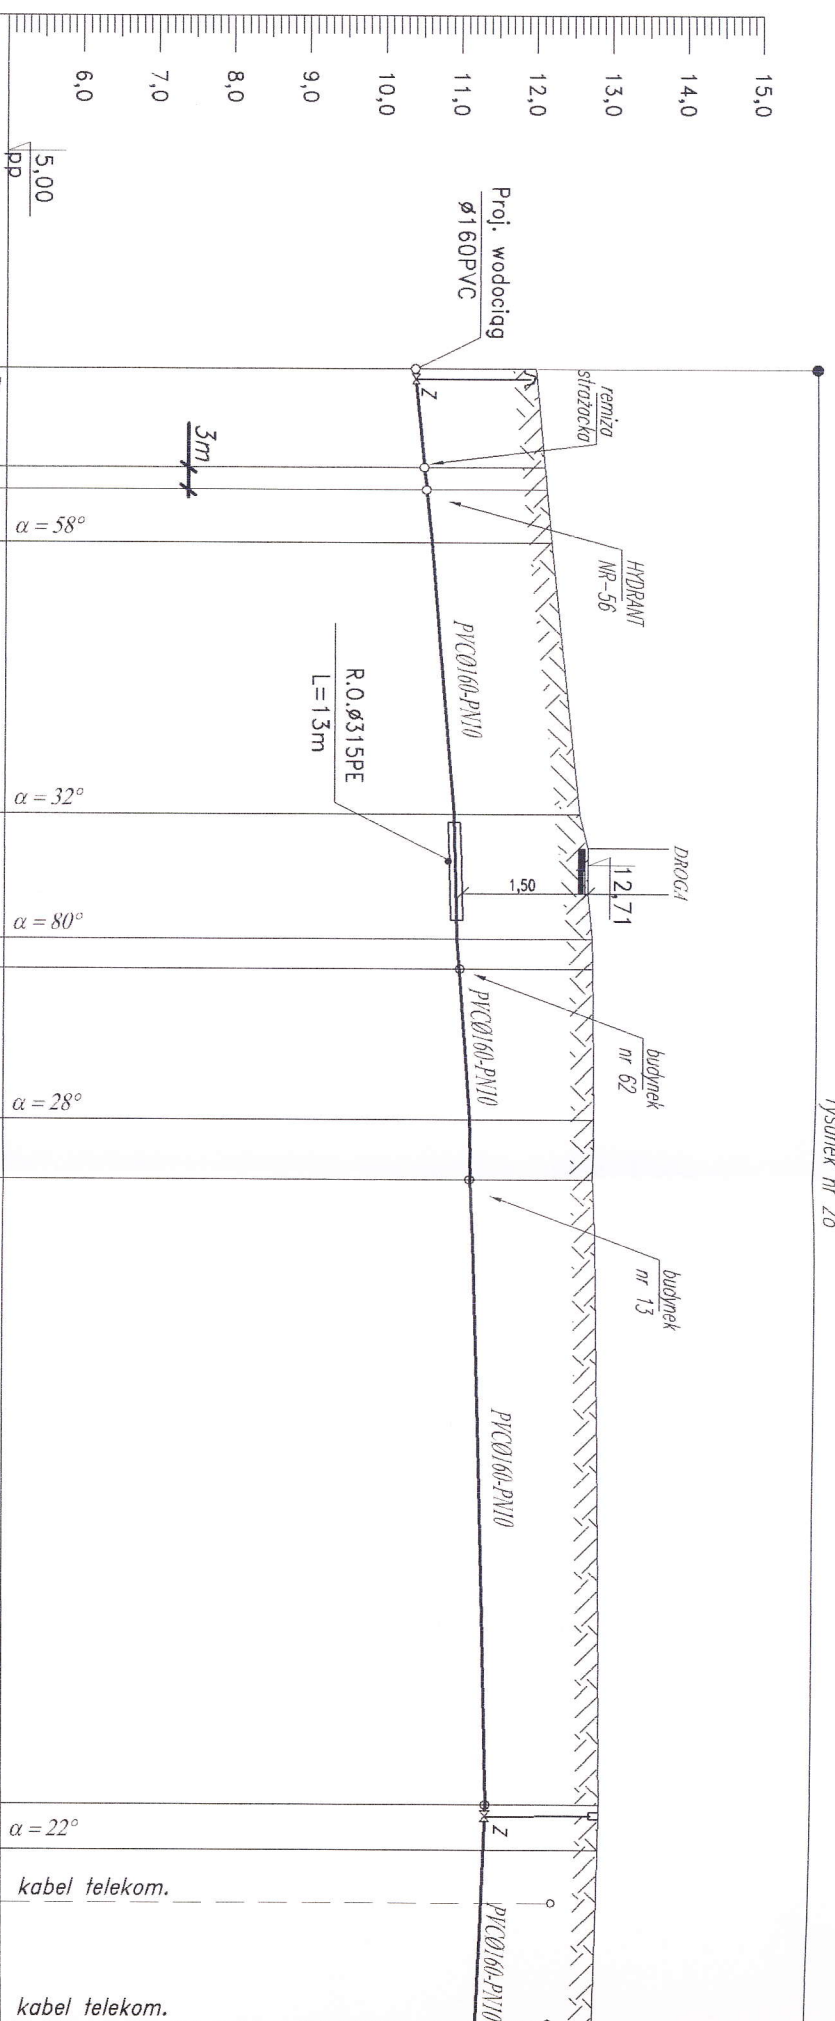 15,0
14,0
13,0
12,0
11,0
10,0
9,0
8,0
7,0
6,0
5,00
pp
Proj. wodociąg
ø160PVC
Z
remiza
strażacka
3m
HYDRANT
NR-56
α = 58°
PVCØ160-PN10
R.O.ø315PE
L=13m
α = 32°
DROGA
12,71
1,50
α = 80°
budynek
nr 62
PVCØ160-PN10
α = 28°
rysunek nr 20
budynek
nr 13
PVCØ160-PN10
Z
α = 22°
kabel telekom.
PVCØ160-PN10
kabel telekom.